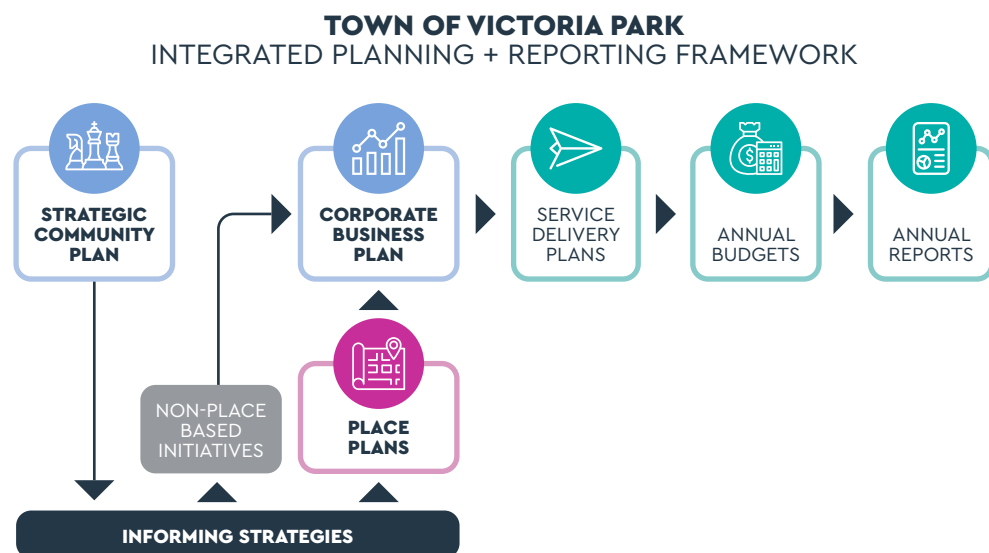 TOWN OF VICTORIA PARK
INTEGRATED PLANNING + REPORTING FRAMEWORK
STRATEGIC
COMMUNITY
PLAN
CORPORATE
BUSINESS
PLAN
SERVICE
DELIVERY
PLANS
$
ANNUAL
BUDGETS
ANNUAL
REPORTS
NON-PLACE
BASED
INITIATIVES
PLACE
PLANS
INFORMING STRATEGIES